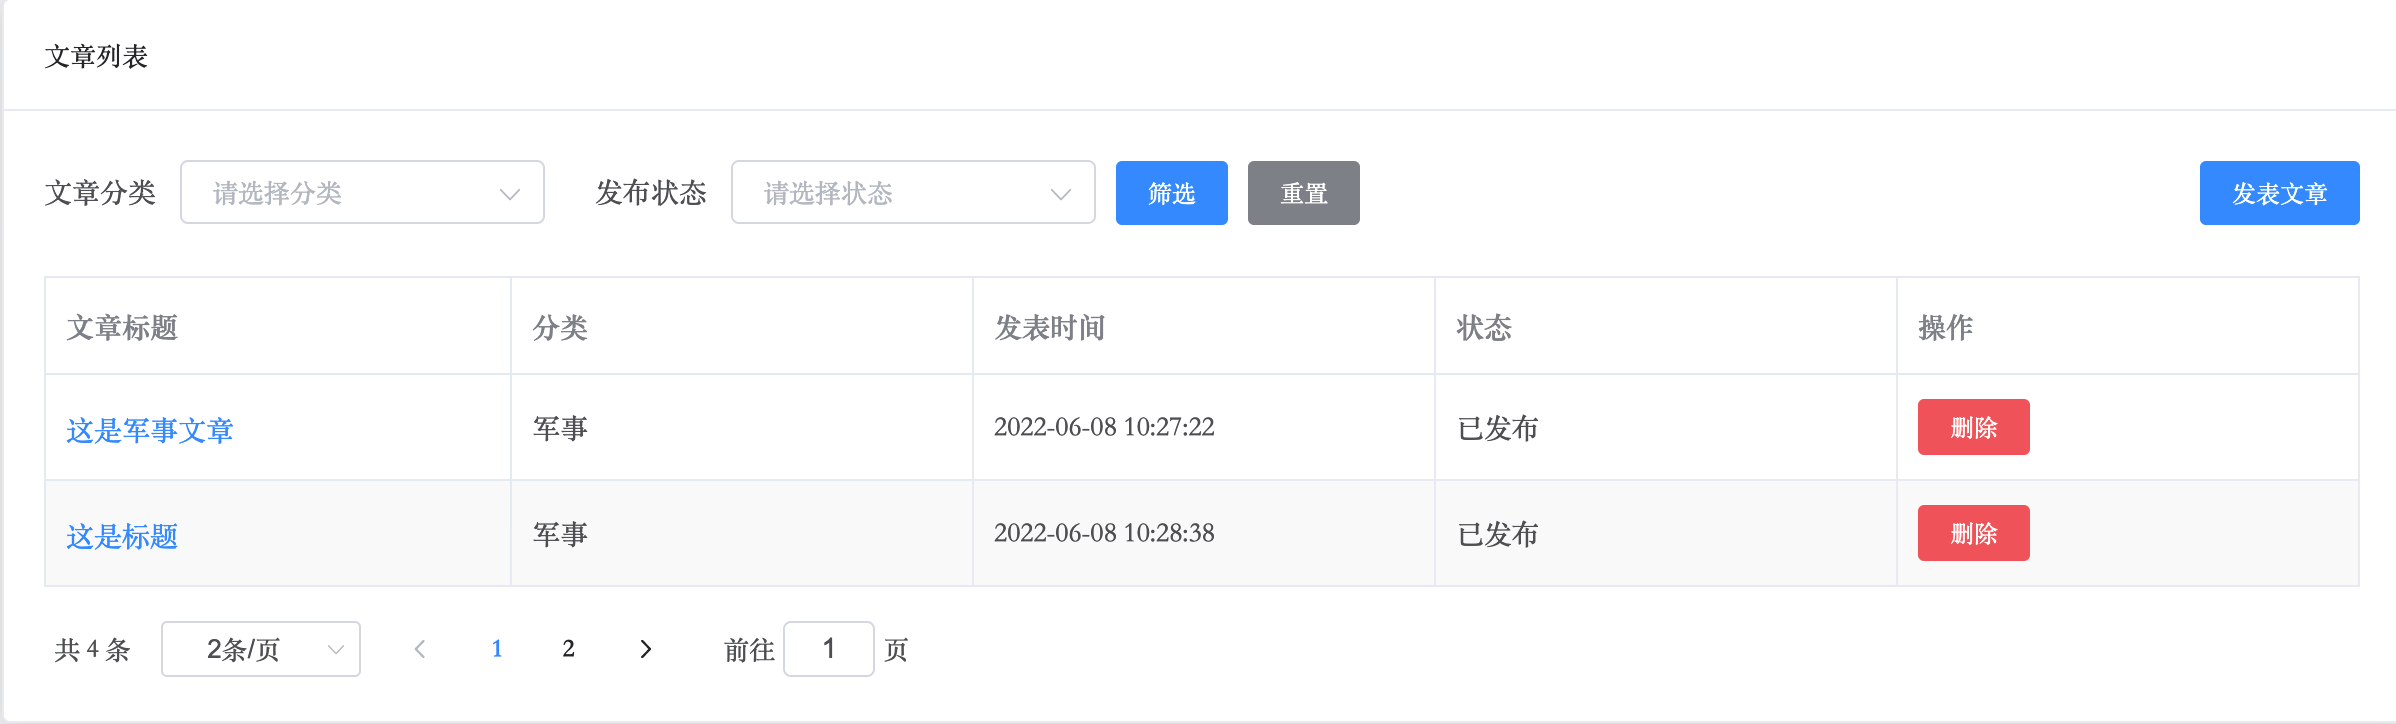 文章列表
文章分类 请选择分类 发布状态 请选择状态 筛选 重置 发表文章
文章标题 分类 发表时间 状态 操作
这是军事文章 军事 2022-06-08 10:27:22 已发布 删除
这是标题 军事 2022-06-08 10:28:38 已发布 删除
共 4 条 2条/页 1 2 前往 1 页